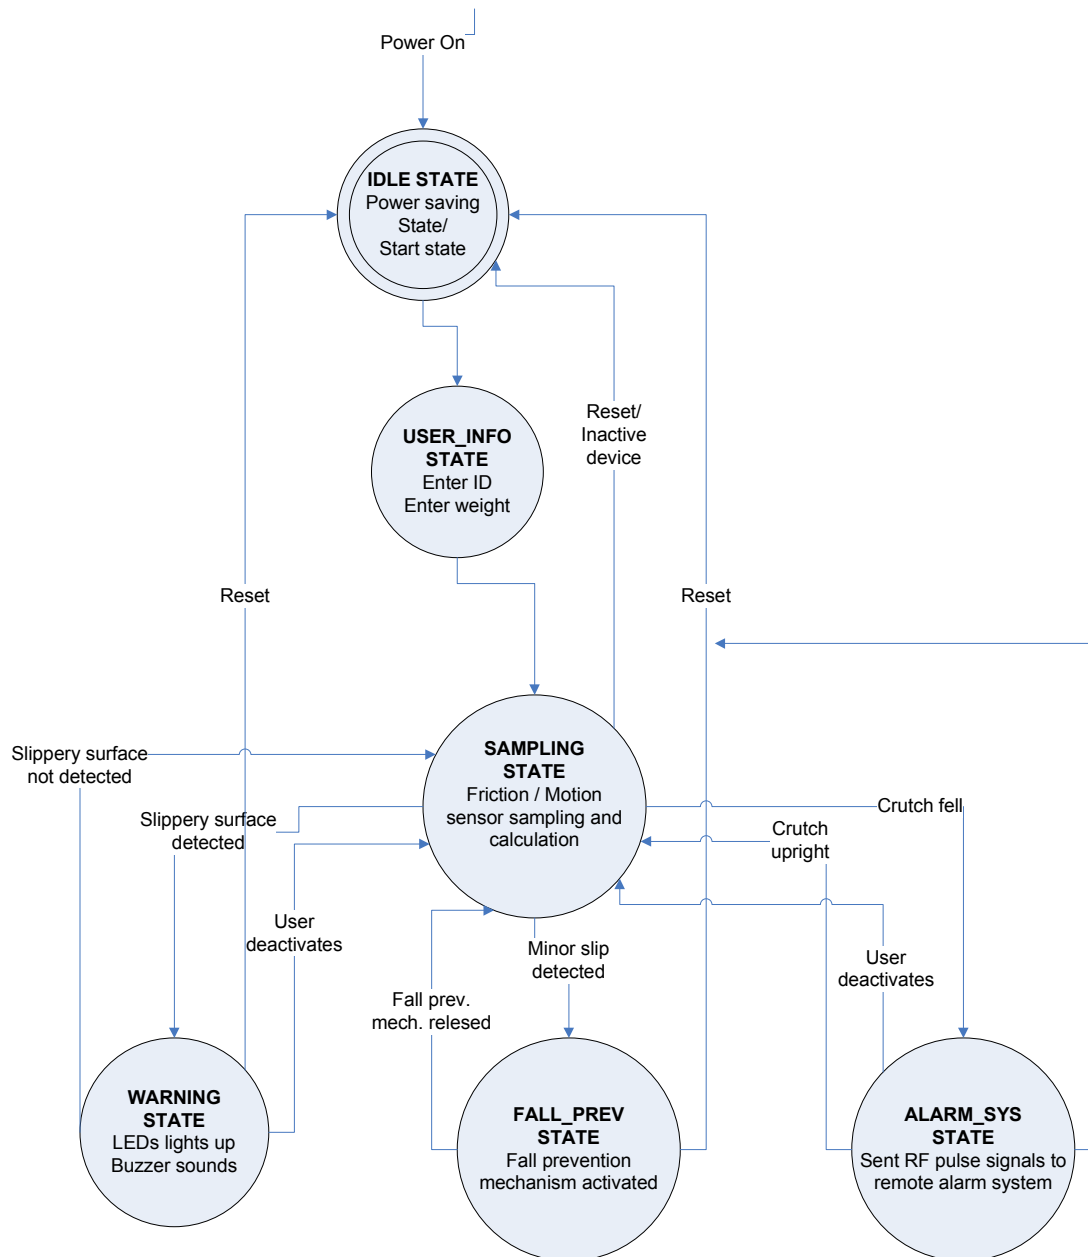 Power On
IDLE STATE
Power saving
State/
Start state
USER_INFO
STATE
Enter ID
Enter weight
Reset/
Inactive
device
Reset
Reset
Slippery surface
not detected
SAMPLING
STATE
Friction / Motion
sensor sampling and
calculation
Slippery surface
detected
Crutch fell
Crutch
upright
User
deactivates
Minor slip
detected
User
deactivates
Fall prev.
mech. relesed
WARNING
STATE
LEDs lights up
Buzzer sounds
FALL_PREV
STATE
Fall prevention
mechanism activated
ALARM_SYS
STATE
Sent RF pulse signals to
remote alarm system